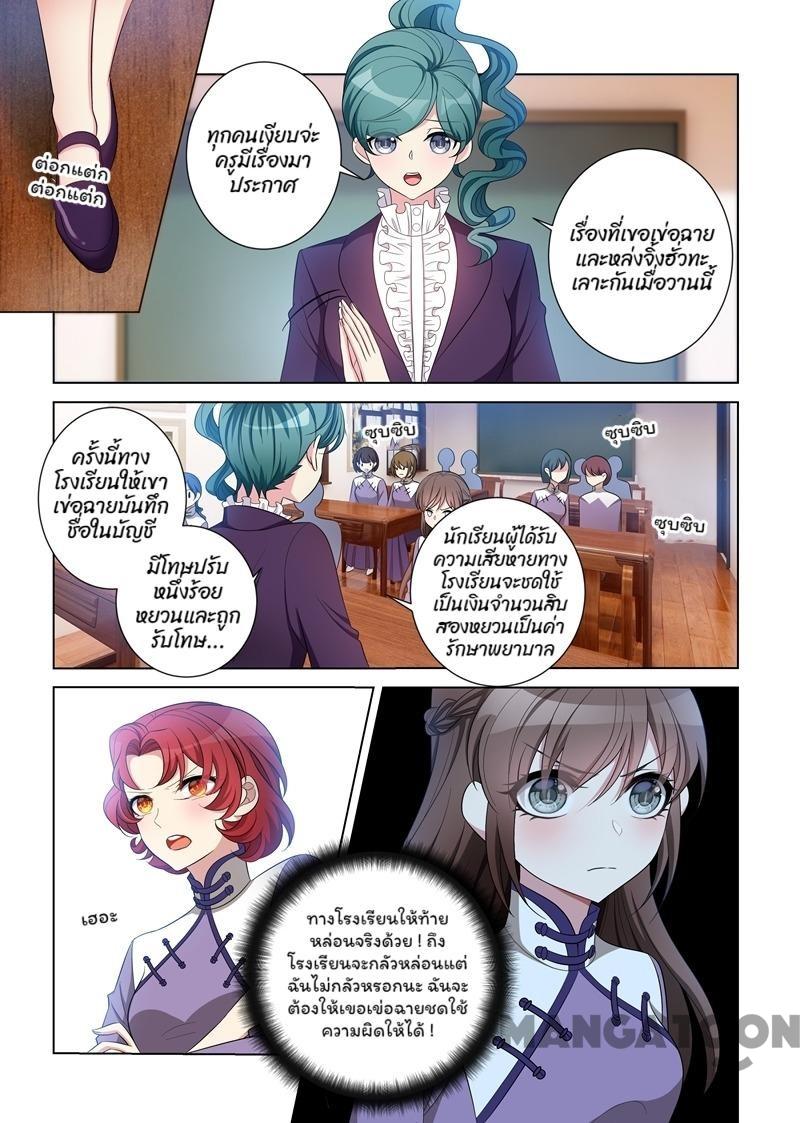 ต่อกแต่ก
ต่อกแต่ก
ทุกคนเงียบจ่ะ
ครูมีเรื่องมา
ประกาศ
เรื่องที่เขอเข่อฉาย
และหล่งจิ้งฮั่วทะ
เลาะกันเมื่อวานนี้
ครั้งนี้ทาง
โรงเรียนให้เขา
เข่อฉายบันทึก
ชื่อในบัญชี
มีโทษปรับ
หนึ่งร้อย
หยวนและถูก
รับโทษ...
ซุบซิบ
ซุบซิบ
ซุบซิบ
นักเรียนผู้ได้รับ
ความเสียหายทาง
โรงเรียนจะชดใช้
เป็นเงินจำนวนสิบ
สองหยวนเป็นค่า
รักษาพยาบาล
เฮอะ
ทางโรงเรียนให้ท้าย
หล่อนจริงด้วย ! ถึง
โรงเรียนจะกลัวหล่อนแต่
ฉันไม่กลัวหรอกนะ ฉันจะ
ต้องให้เขอเข่อฉายชดใช้
ความผิดให้ได้ !
MANGATOON